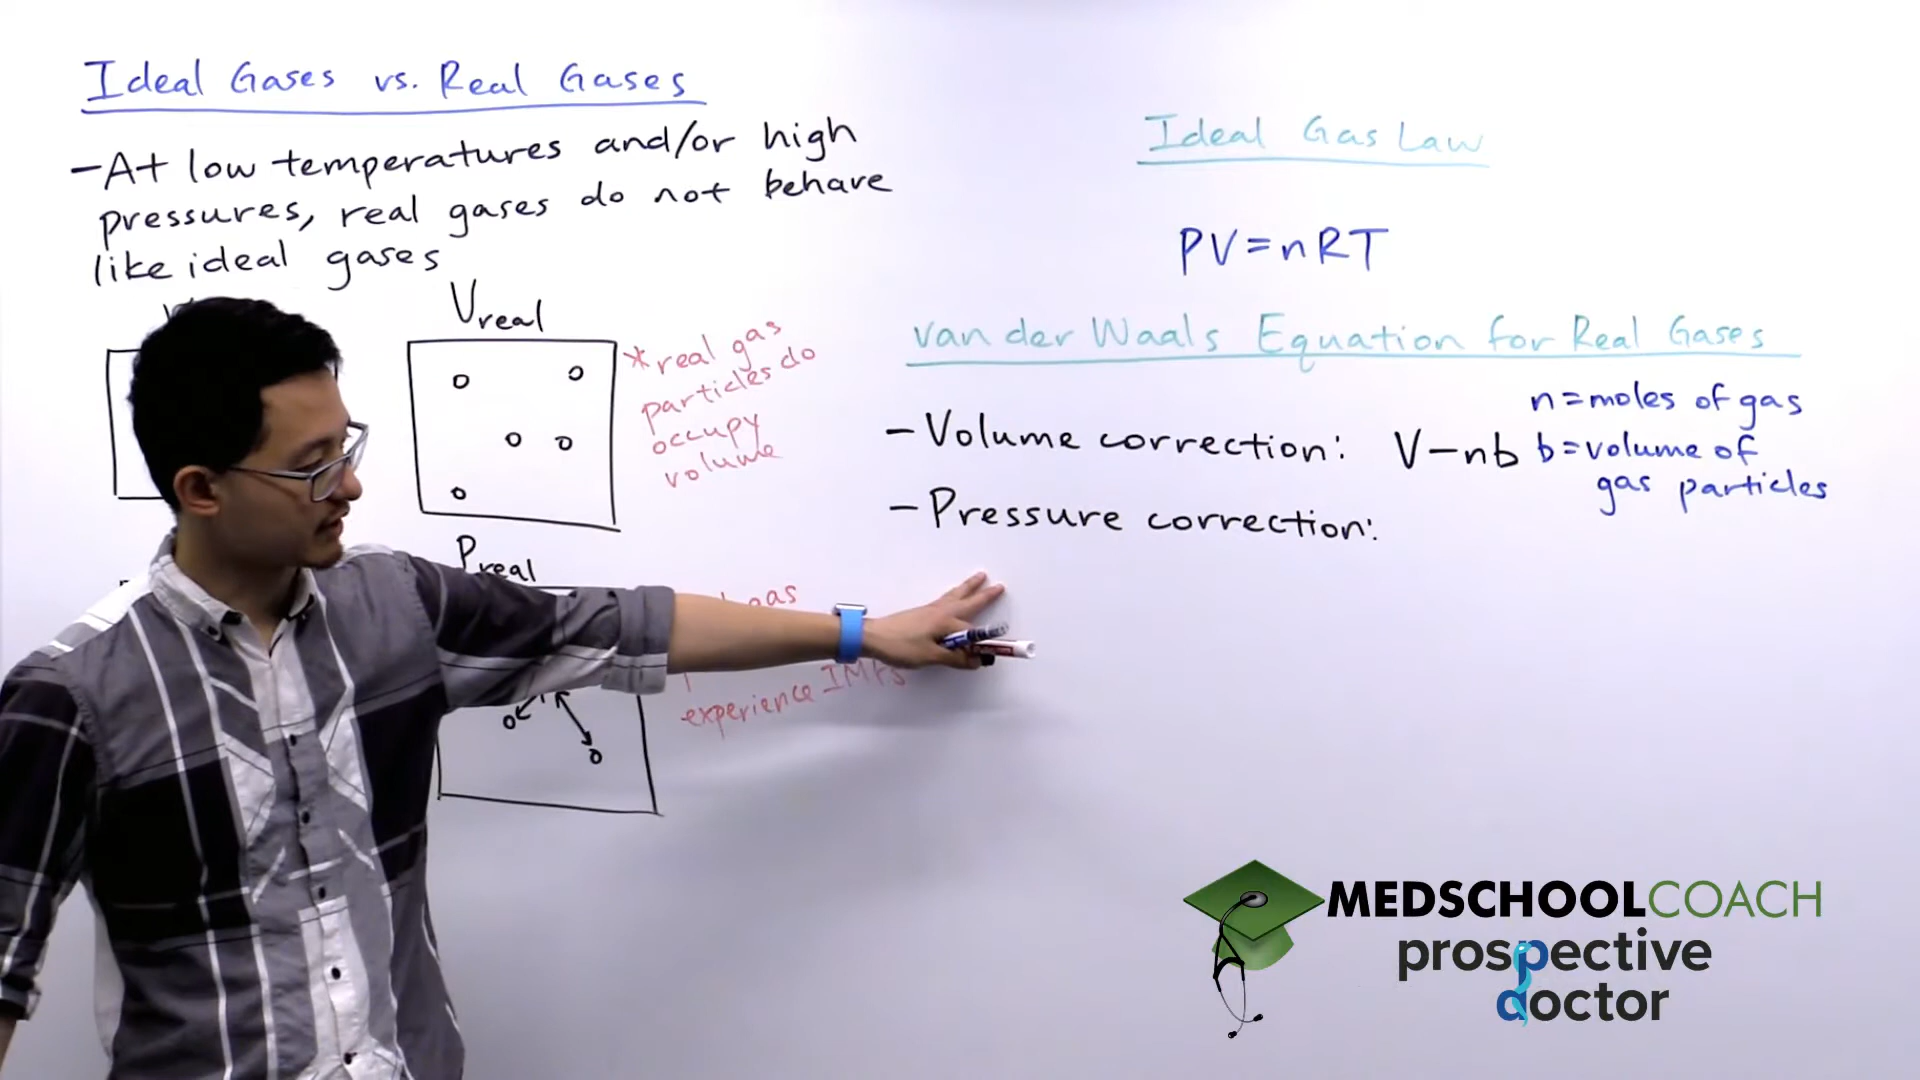 Ideal Gases vs. Real Gases
-At low temperatures and/or high
pressures, real gases do not behave
like ideal gases
Vreal
*real gas
particles do
occupy
volume
Preal
gas
experience IMFs
Ideal Gas Law
PV=nRT
van der Waals Equation for Real Gases
n=moles of gas
-Volume correction: V-nb b=volume of
gas particles
-Pressure correction:
MEDSCHOOLCOACH
prospective
doctor